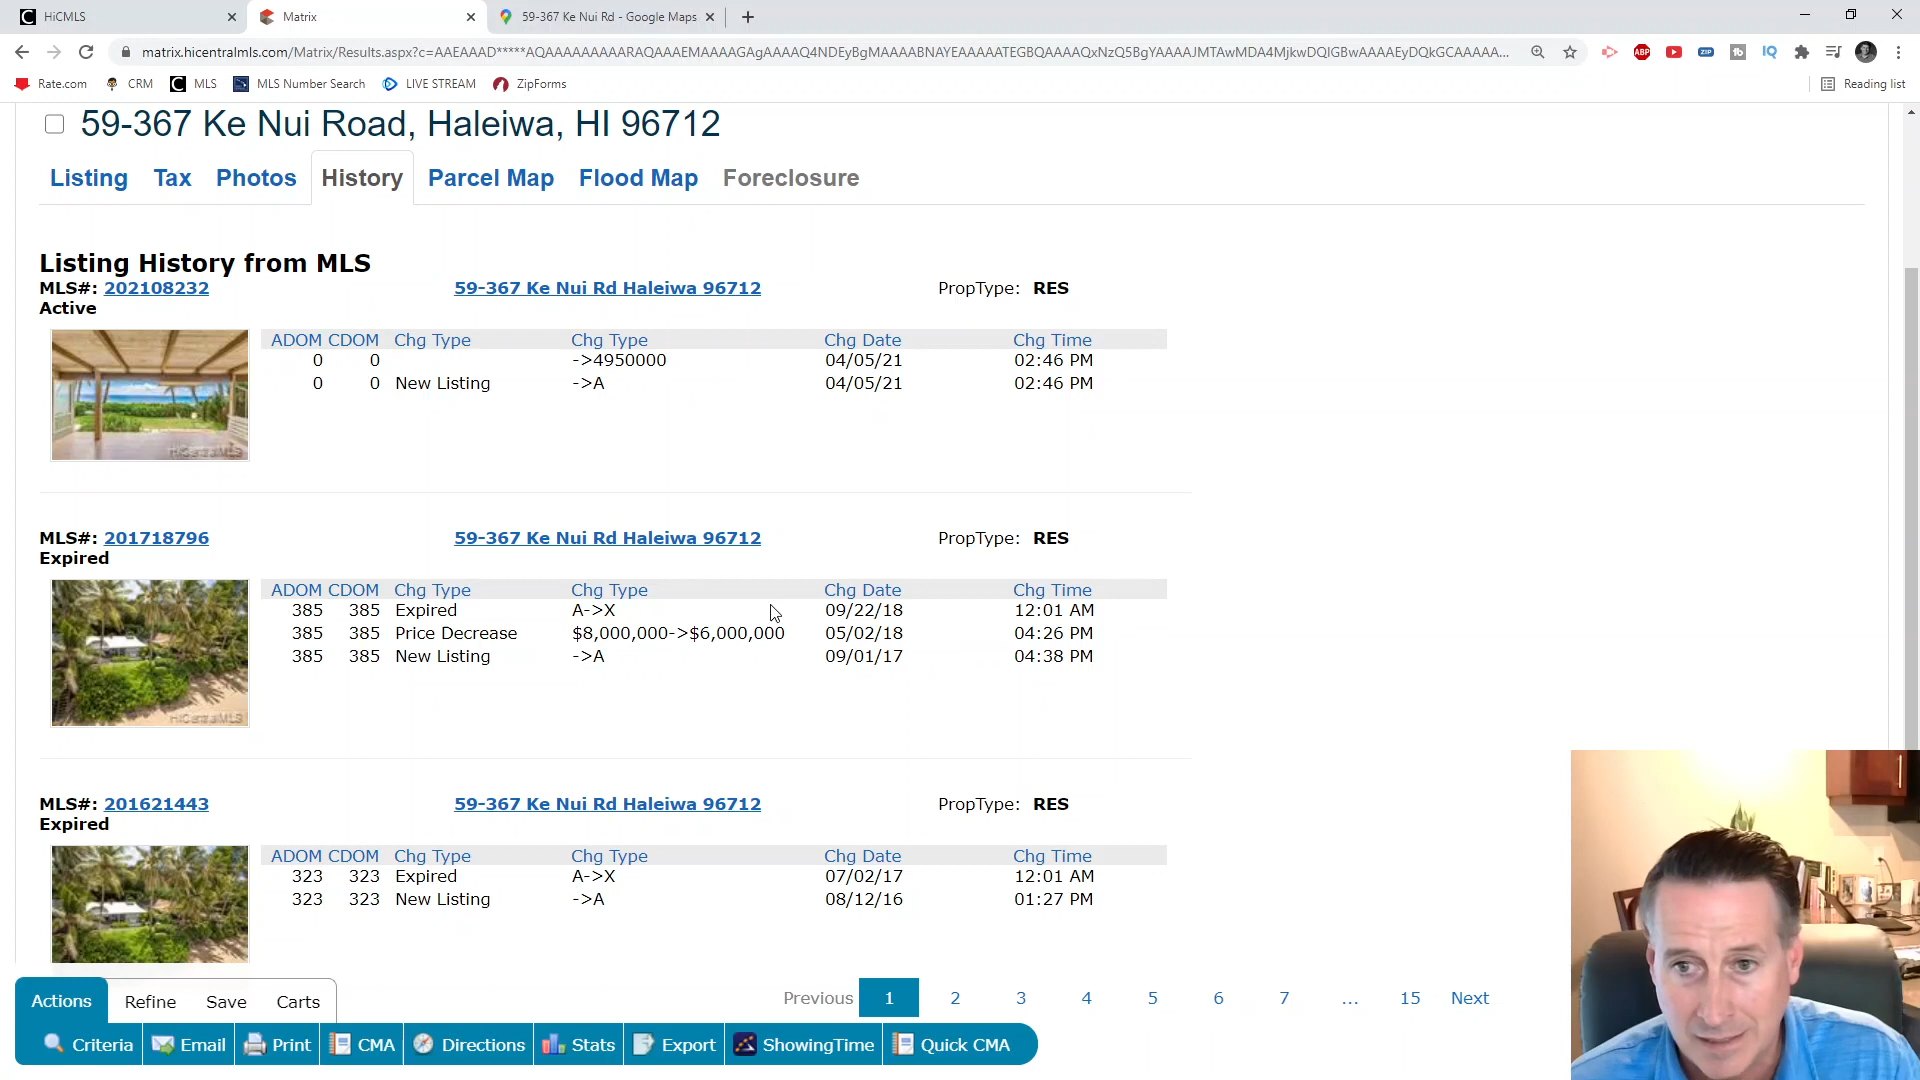 HiCMLS
Matrix
59-367 Ke Nui Rd - Google Maps
matrix.hicentralmls.com/Matrix/Results.aspx?c=AAEAAAD*****AQAAAAAAAAARAQAAAEMAAAAGAgAAAAQ4NDEyBgMAAAABNAYEAAAAATEGBQAAAAQxNzQ5BgYAAAAJMTAwMDA4MjkwDQIGBwAAAAEyDQkGCAAAAA...
Rate.com CRM MLS MLS Number Search LIVE STREAM ZipForms Reading list
59-367 Ke Nui Road, Haleiwa, HI 96712
Listing Tax Photos History Parcel Map Flood Map Foreclosure
Listing History from MLS
MLS#: 202108232 59-367 Ke Nui Rd Haleiwa 96712 PropType: RES
Active
ADOM CDOM Chg Type Chg Type Chg Date Chg Time
0 0 ->4950000 04/05/21 02:46 PM
0 0 New Listing ->A 04/05/21 02:46 PM
HiCentralMLS
MLS#: 201718796 59-367 Ke Nui Rd Haleiwa 96712 PropType: RES
Expired
ADOM CDOM Chg Type Chg Type Chg Date Chg Time
385 385 Expired A->X 09/22/18 12:01 AM
385 385 Price Decrease $8,000,000->$6,000,000 05/02/18 04:26 PM
385 385 New Listing ->A 09/01/17 04:38 PM
HiCentralMLS
MLS#: 201621443 59-367 Ke Nui Rd Haleiwa 96712 PropType: RES
Expired
ADOM CDOM Chg Type Chg Type Chg Date Chg Time
323 323 Expired A->X 07/02/17 12:01 AM
323 323 New Listing ->A 08/12/16 01:27 PM
Actions Refine Save Carts Previous 1 2 3 4 5 6 7 ... 15 Next
Criteria Email Print CMA Directions Stats Export ShowingTime Quick CMA